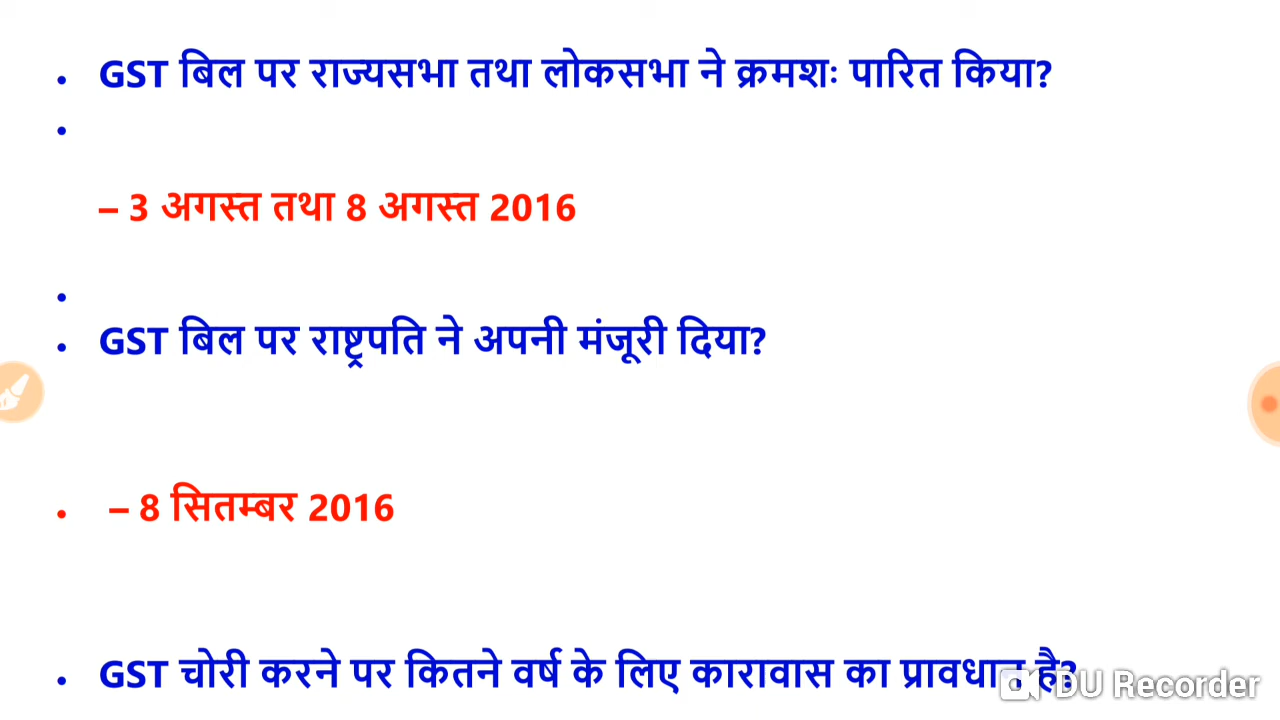 • GST बिल पर राज्यसभा तथा लोकसभा ने क्रमशः पारित किया?
•
– 3 अगस्त तथा 8 अगस्त 2016
•
• GST बिल पर राष्ट्रपति ने अपनी मंजूरी दिया?
• – 8 सितम्बर 2016
• GST चोरी करने पर कितने वर्ष के लिए कारावास का प्रावधान है?
DU Recorder